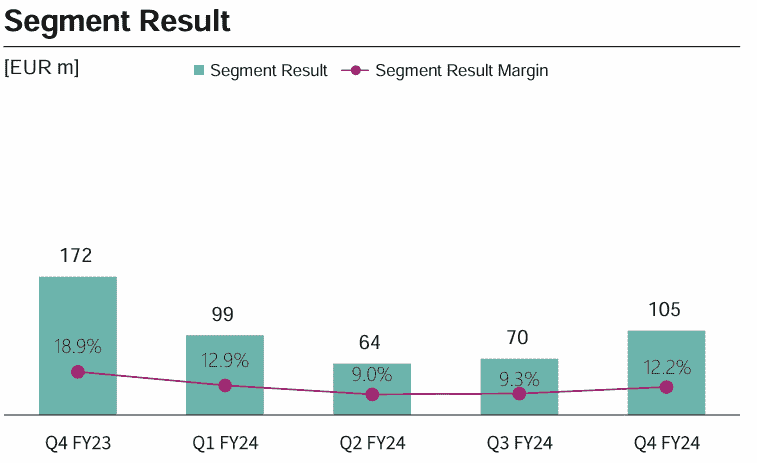 Segment Result
[EUR m]
Segment Result
Segment Result Margin
172
99
64
70
105
18.9%
12.9%
9.0%
9.3%
12.2%
Q4 FY23
Q1 FY24
Q2 FY24
Q3 FY24
Q4 FY24